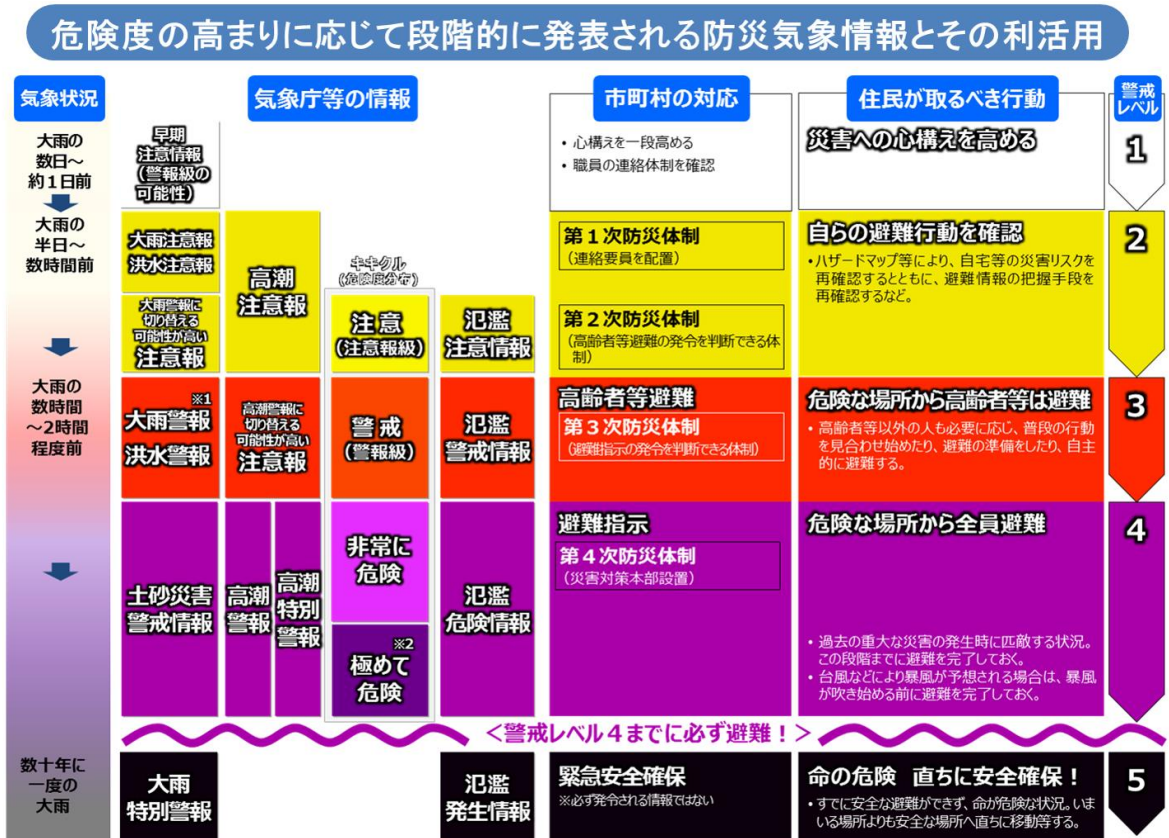 危険度の高まりに応じて段階的に発表される防災気象情報とその利活用
気象状況
気象庁等の情報
市町村の対応
住民が取るべき行動
警戒
レベル
大雨の
数日～
約１日前
早期
注意情報
（警報級の
可能性）
・心構えを一段高める
・職員の連絡体制を確認
災害への心構えを高める
1
大雨の
半日～
数時間前
大雨注意報
洪水注意報
高潮
注意報
キキクル
（危険度分布）
第１次防災体制
（連絡要員を配置）
自らの避難行動を確認
・ハザードマップ等により、自宅等の災害リスクを
再確認するとともに、避難情報の把握手段を
再確認するなど。
2
大雨警報に
切り替える
可能性が高い
注意報
注意
（注意報級）
氾濫
注意情報
第２次防災体制
（高齢者等避難の発令を判断できる体
制）
大雨の
数時間
～2時間
程度前
※1
大雨警報
洪水警報
高潮警報に
切り替える
可能性が高い
注意報
警戒
（警報級）
氾濫
警戒情報
高齢者等避難
第３次防災体制
（避難指示の発令を判断できる体制）
危険な場所から高齢者等は避難
・高齢者等以外の人も必要に応じ、普段の行動
を見合わせ始めたり、避難の準備をしたり、自主
的に避難する。
3
土砂災害
警戒情報
高潮
警報
高潮
特別
警報
非常に
危険
※2
極めて
危険
氾濫
危険情報
避難指示
第４次防災体制
（災害対策本部設置）
危険な場所から全員避難
・過去の重大な災害の発生時に匹敵する状況。
この段階までに避難を完了しておく。
・台風などにより暴風が予想される場合は、暴風
が吹き始める前に避難を完了しておく。
4
＜警戒レベル４までに必ず避難！＞
数十年に
一度の
大雨
大雨
特別警報
氾濫
発生情報
緊急安全確保
※必ず発令される情報ではない
命の危険 直ちに安全確保！
・すでに安全な避難ができず、命が危険な状況。いま
いる場所よりも安全な場所へ直ちに移動等する。
5